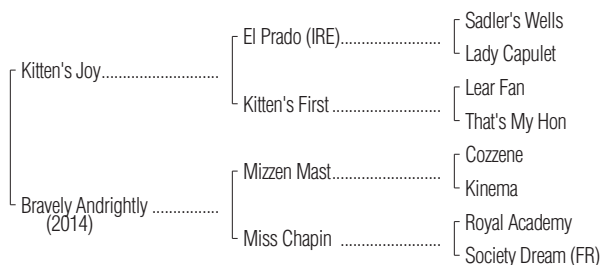 Sadler's Wells
El Prado (IRE)........................
Lady Capulet
Kitten's Joy............................
Lear Fan
Kitten's First ..........................
That's My Hon
Cozzene
Mizzen Mast..........................
Kinema
Bravely Andrightly ................
(2014)
Royal Academy
Miss Chapin ........................
Society Dream (FR)